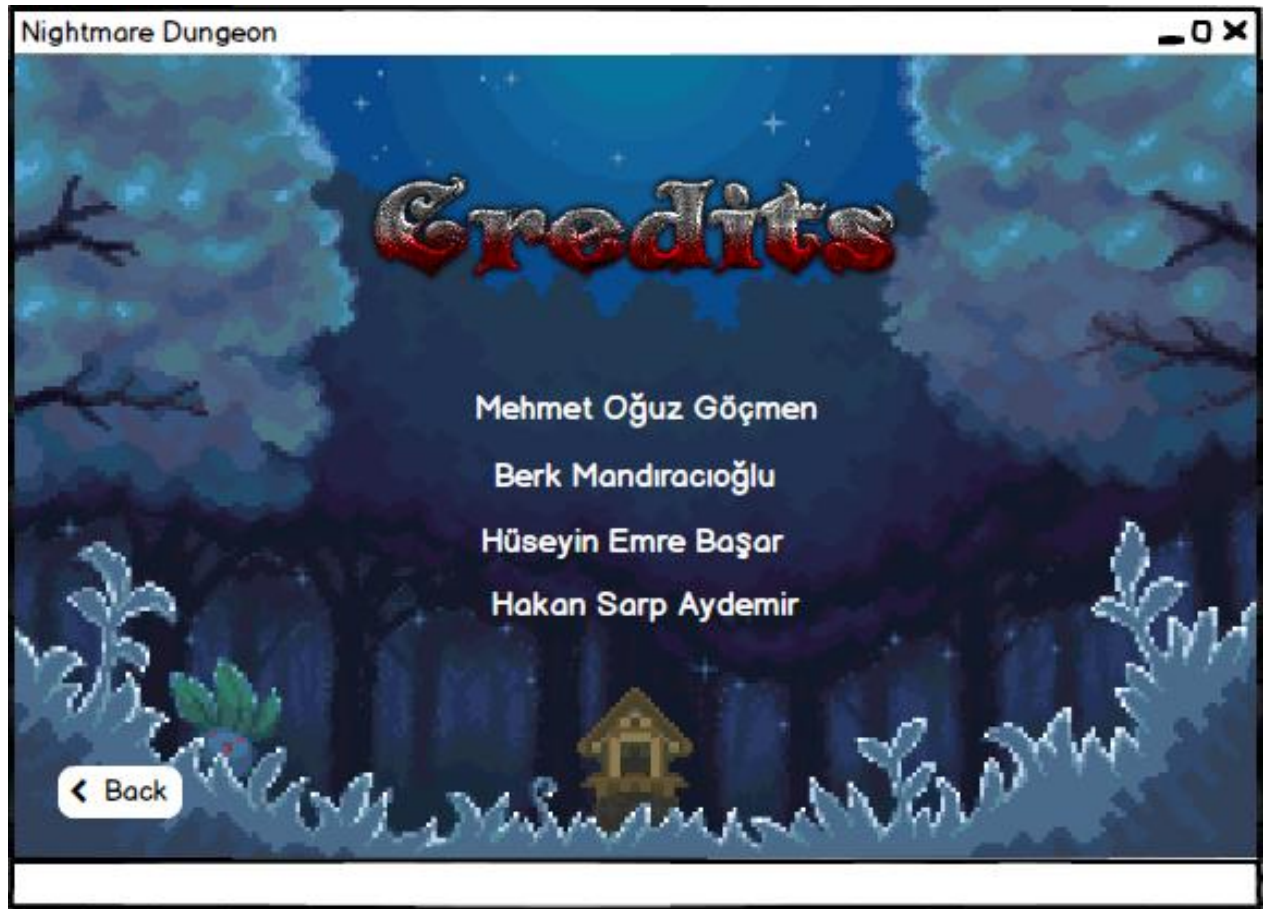 Nightmare Dungeon
Credits
Mehmet Oğuz Göçmen
Berk Mandıracıoğlu
Hüseyin Emre Başar
Hakan Sarp Aydemir
Back